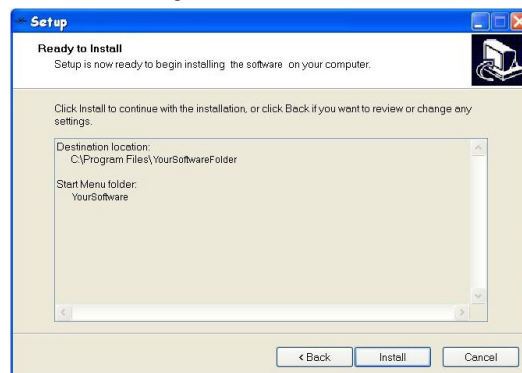 Setup
Ready to Install
Setup is now ready to begin installing the software on your computer.
Click Install to continue with the installation, or click Back if you want to review or change any
settings.
Destination location:
C:\Program Files\YourSoftwareFolder
Start Menu folder:
YourSoftware
< Back
Install
Cancel